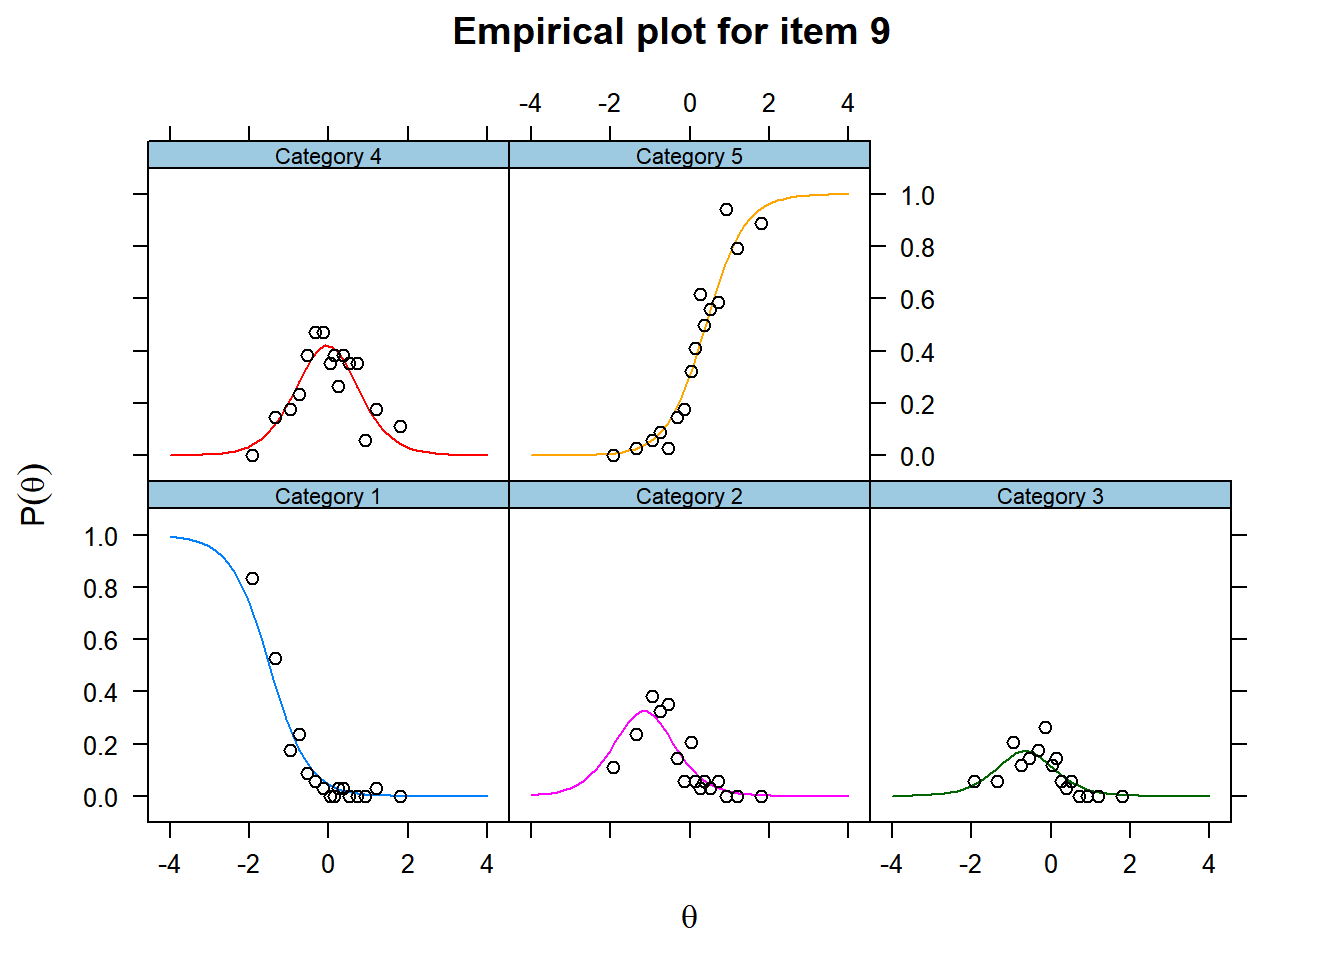 Empirical plot for item 9
-4 -2 0 2 4
Category 4 Category 5
1.0
0.8
0.6
0.4
0.2
0.0
P(θ)
Category 1 Category 2 Category 3
1.0
0.8
0.6
0.4
0.2
0.0
-4 -2 0 2 4 -4 -2 0 2 4
θ